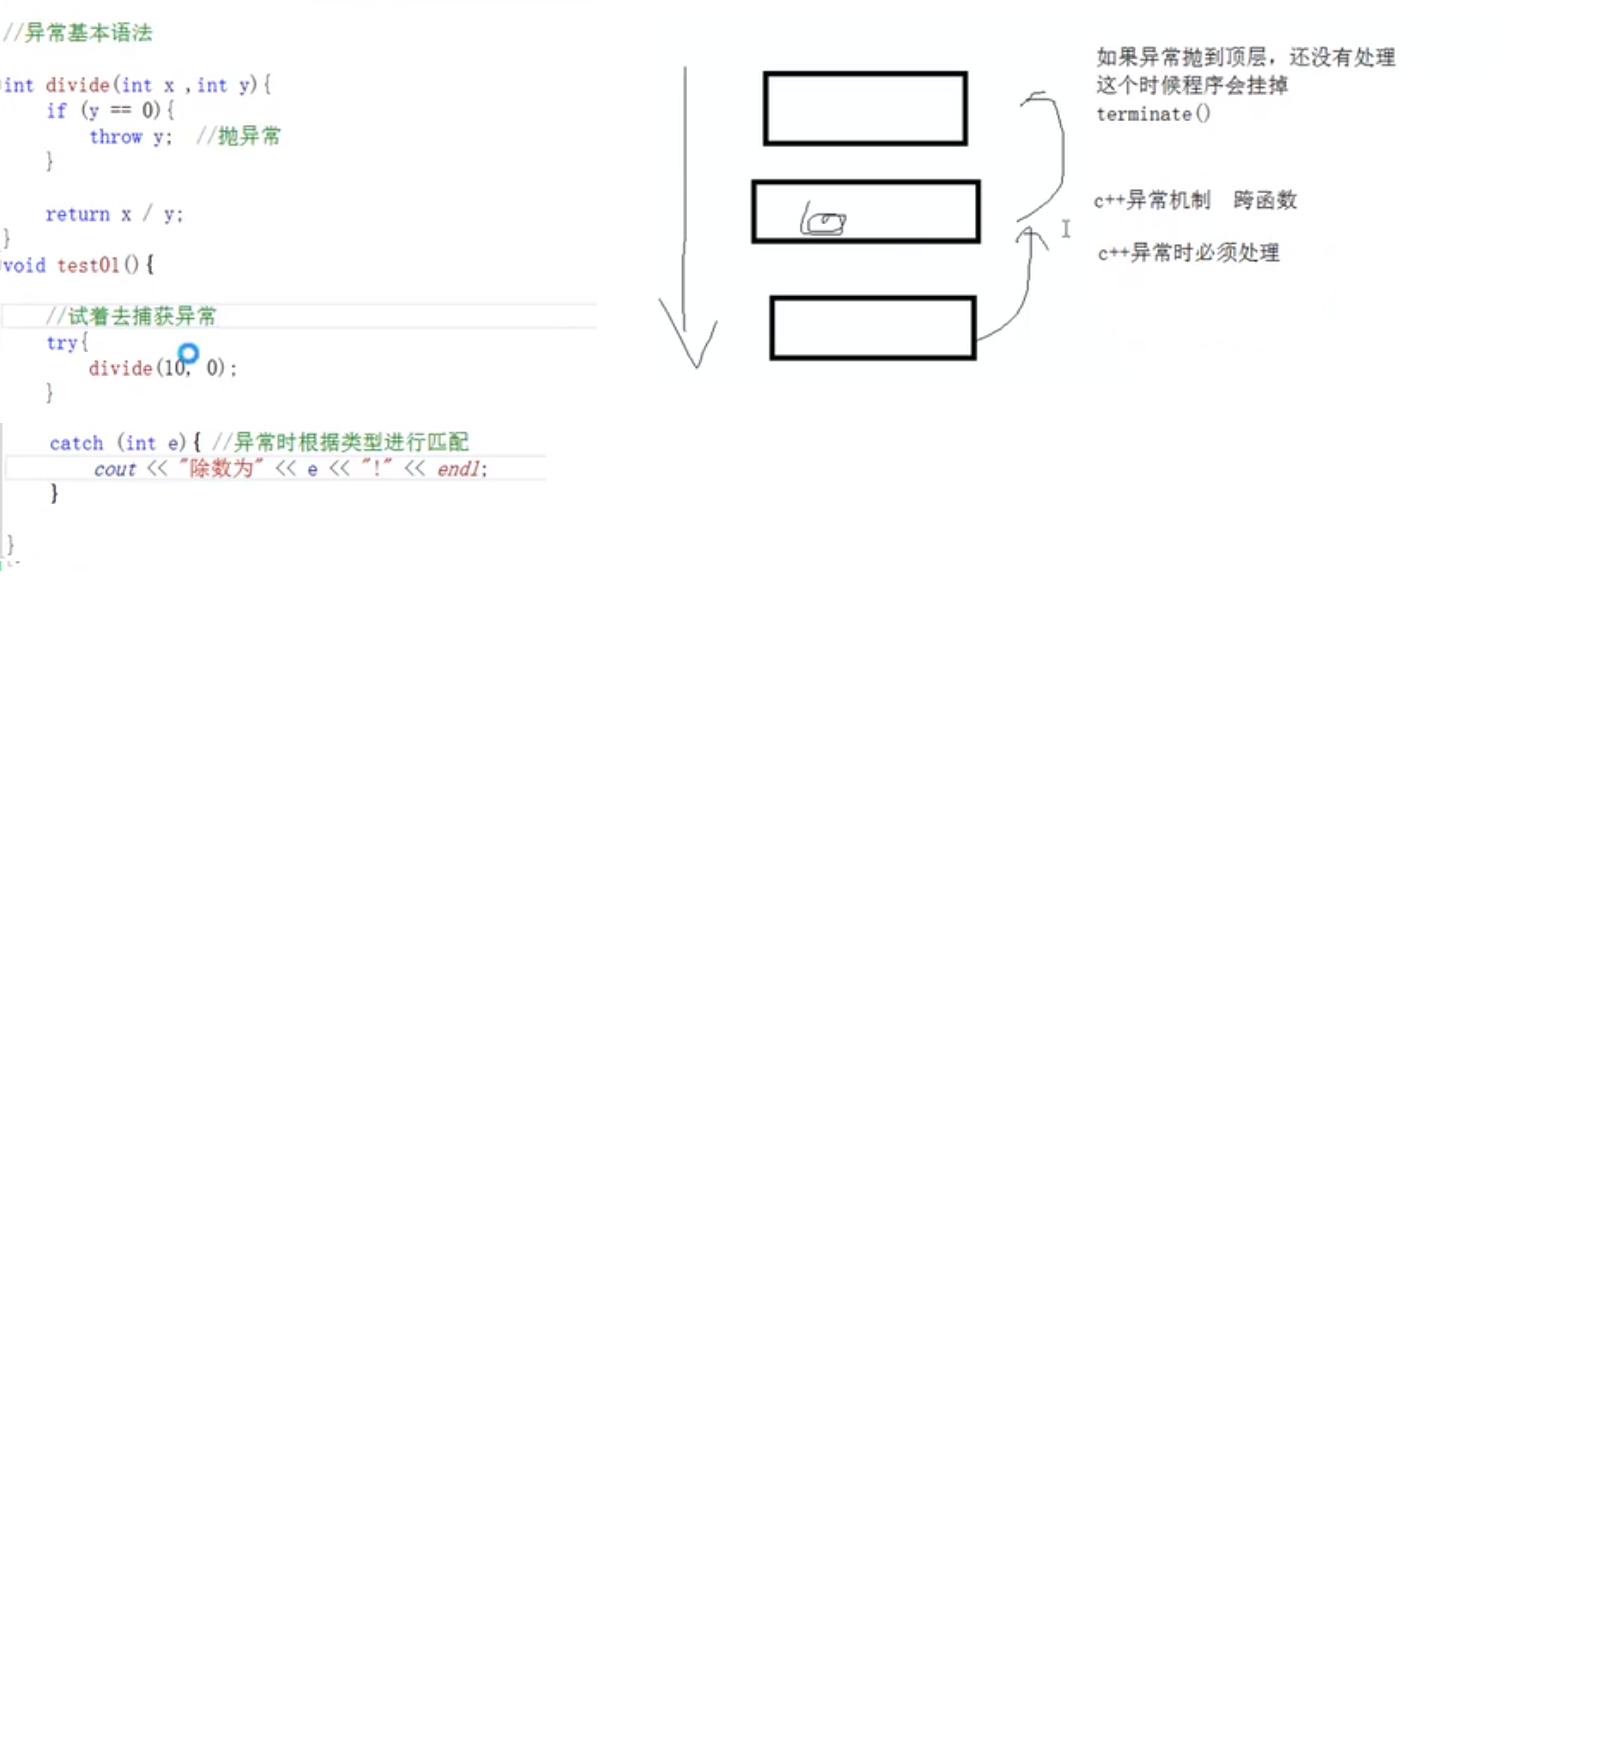 //异常基本语法
int divide(int x ,int y){
if (y == 0){
throw y;  //抛异常
}
return x / y;
}
void test01(){
//试着去捕获异常
try{
divide(10, 0);
}
catch (int e){ //异常时根据类型进行匹配
cout << "除数为" << e << "!" << endl;
}
}
如果异常抛到顶层，还没有处理
这个时候程序会挂掉
terminate()
c++异常机制  跨函数
c++异常时必须处理